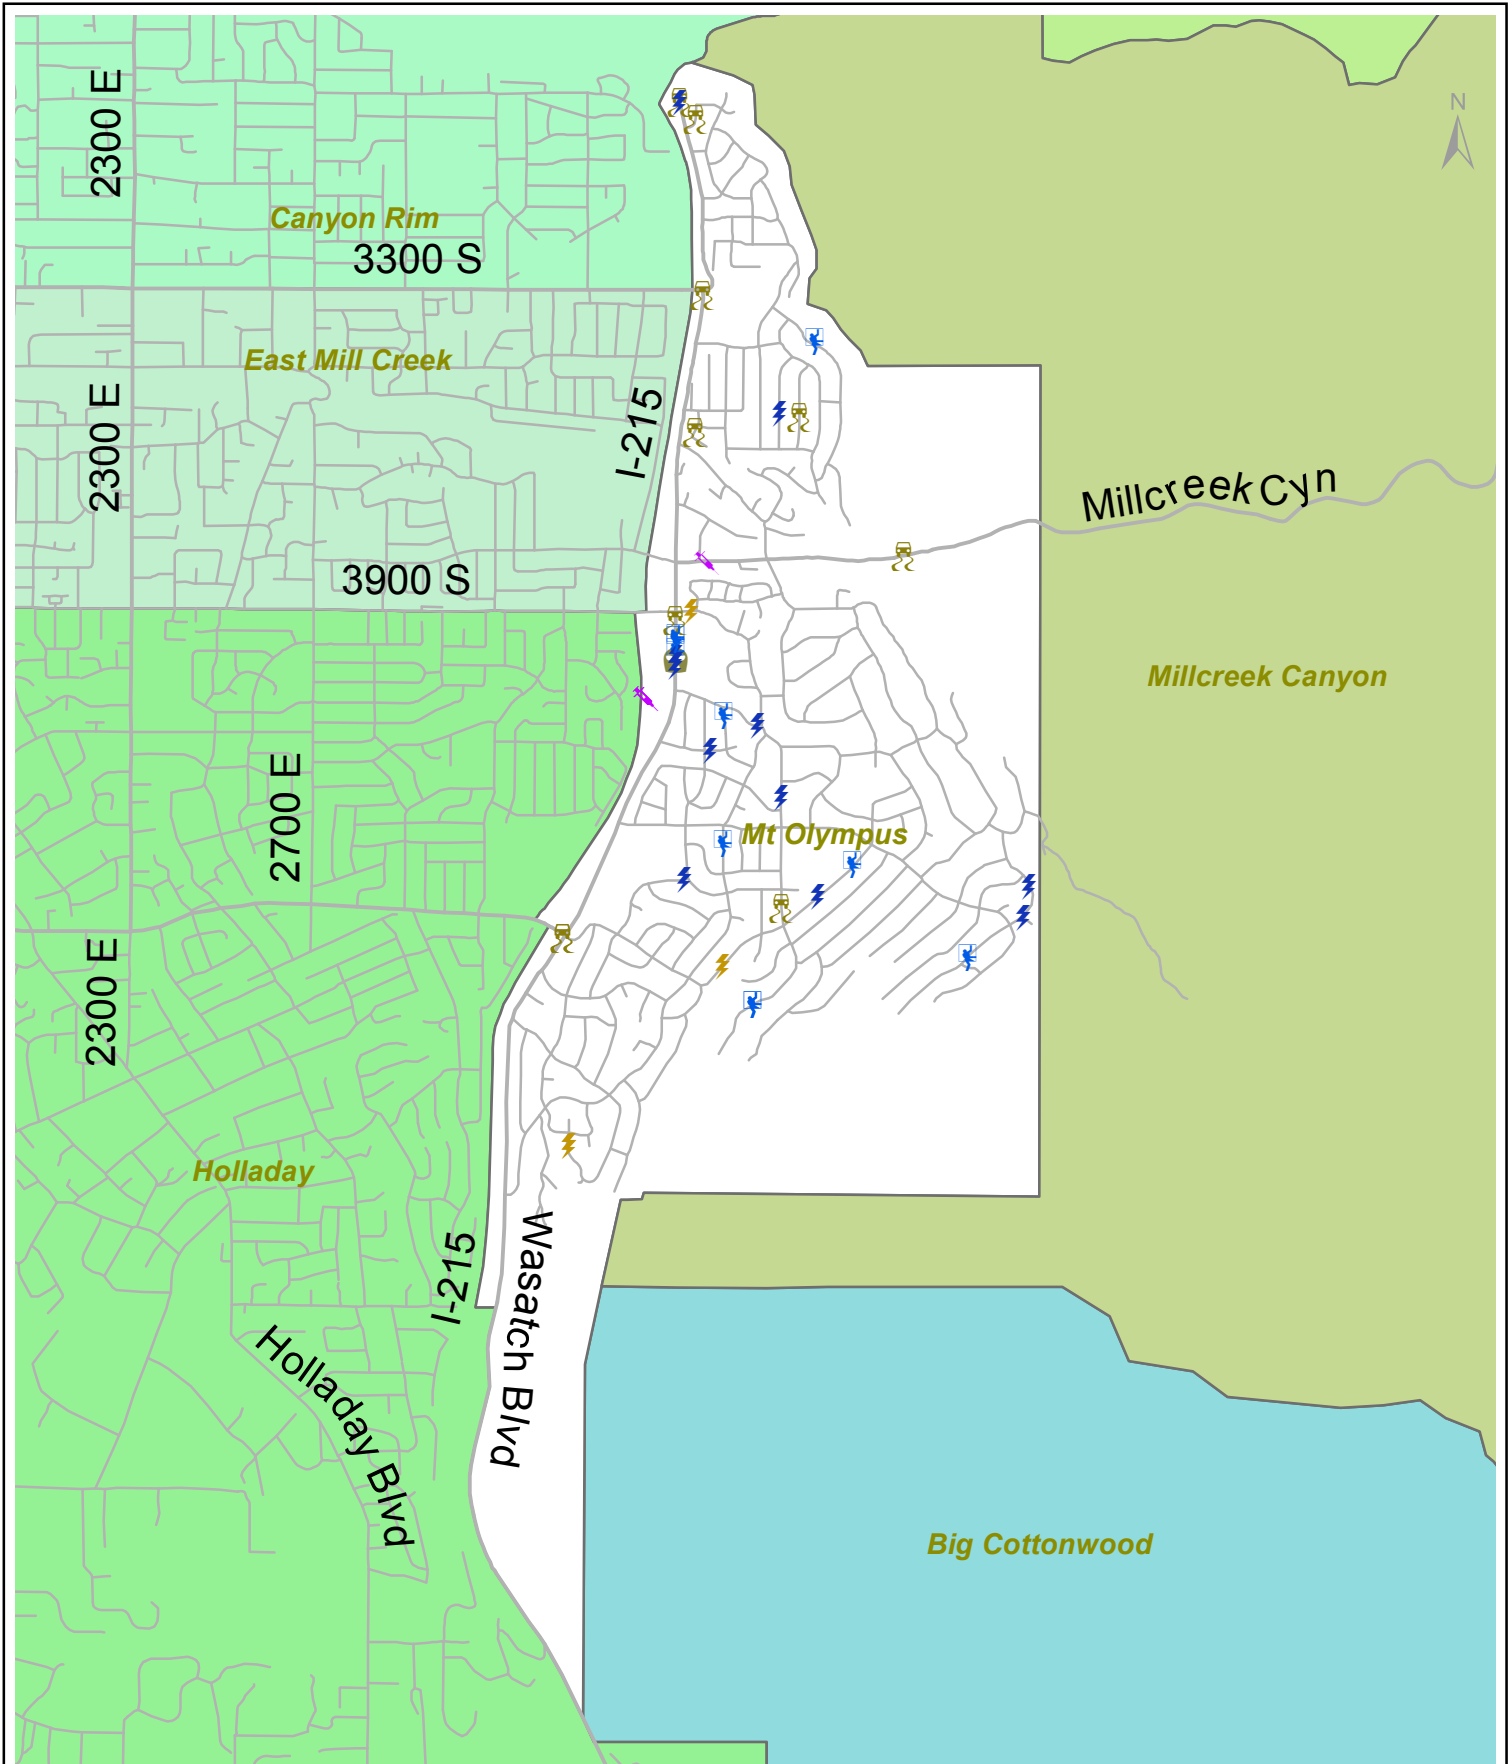 2300 E
N
Canyon Rim
3300 S
East Mill Creek
2300 E
I-215
Millcreek Cyn
3900 S
Millcreek Canyon
2700 E
Mt Olympus
2300 E
Holladay
I-215
Wasatch Blvd
Holladay Blvd
Big Cottonwood